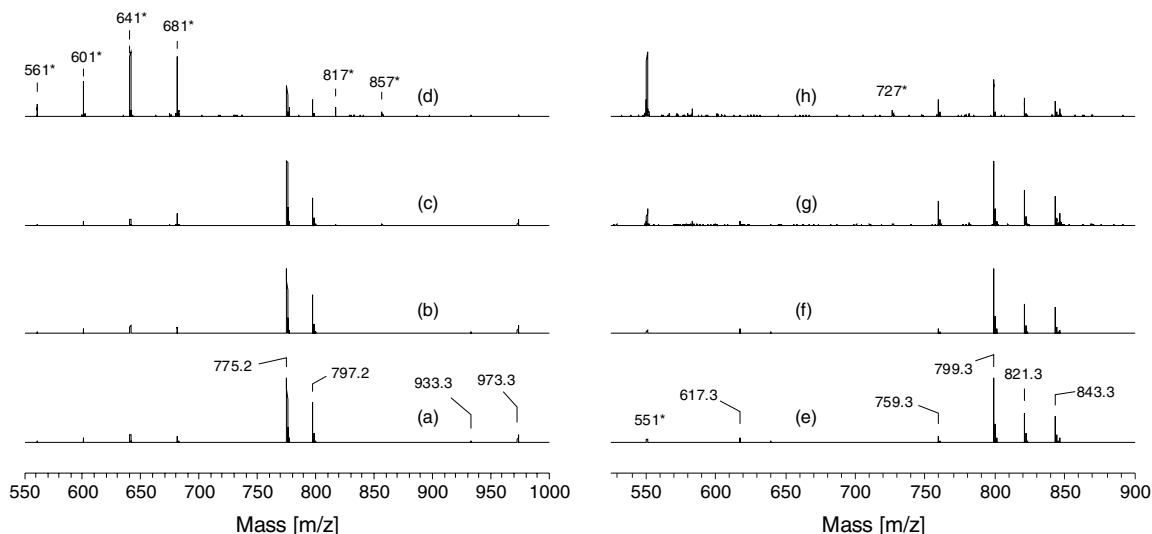 641*
681*
601*
561*
817*
857*
(d)
727*
(h)
(c)
(g)
(b)
(f)
775.2
797.2
933.3
973.3
(a)
799.3
821.3
843.3
617.3
759.3
551*
(e)
550 600 650 700 750 800 850 900 950 1000
550 600 650 700 750 800 850 900
Mass [m/z]
Mass [m/z]